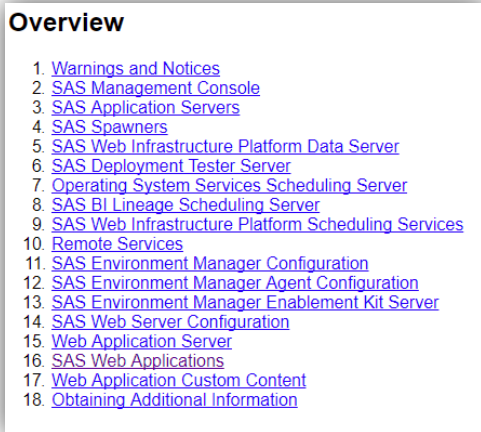 Overview
1. Warnings and Notices
2. SAS Management Console
3. SAS Application Servers
4. SAS Spawners
5. SAS Web Infrastructure Platform Data Server
6. SAS Deployment Tester Server
7. Operating System Services Scheduling Server
8. SAS BI Lineage Scheduling Server
9. SAS Web Infrastructure Platform Scheduling Services
10. Remote Services
11. SAS Environment Manager Configuration
12. SAS Environment Manager Agent Configuration
13. SAS Environment Manager Enablement Kit Server
14. SAS Web Server Configuration
15. Web Application Server
16. SAS Web Applications
17. Web Application Custom Content
18. Obtaining Additional Information